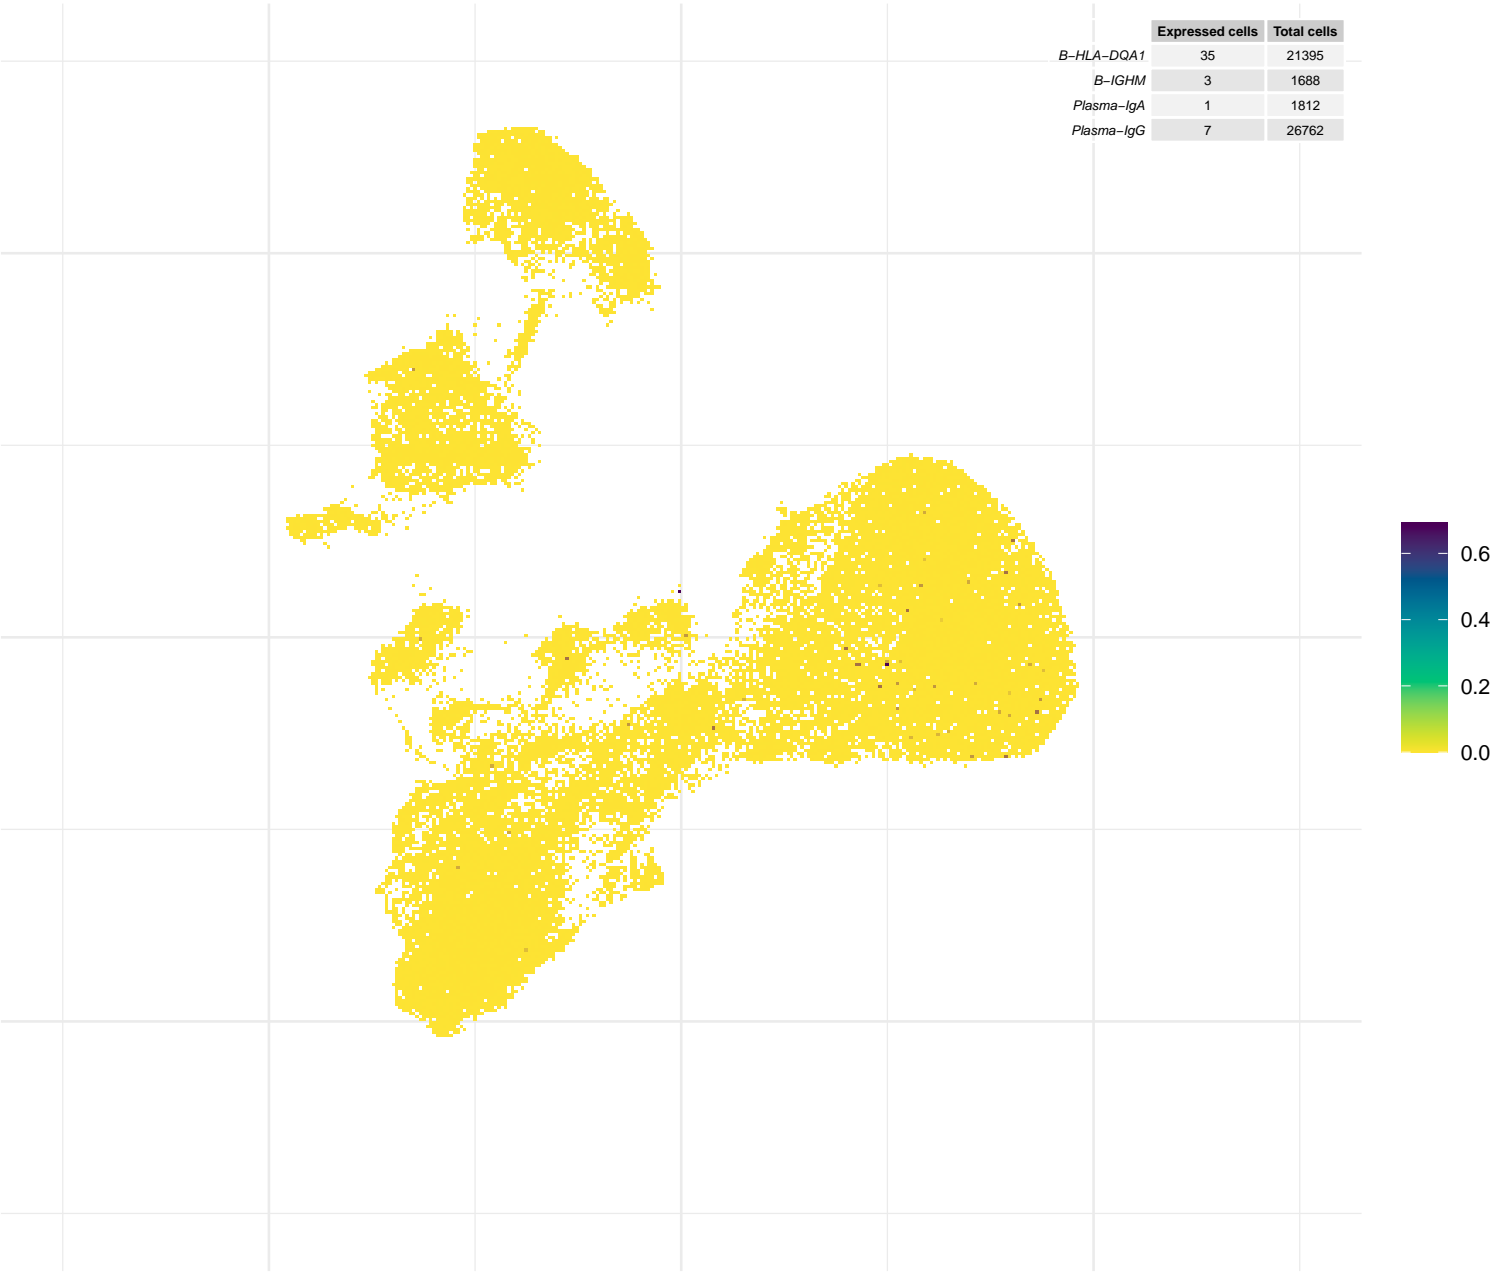 Expressed cells Total cells
B−HLA−DQA1 35 21395
B−IGHM 3 1688
Plasma−IgA 1 1812
Plasma−IgG 7 26762
0.6
0.4
0.2
0.0